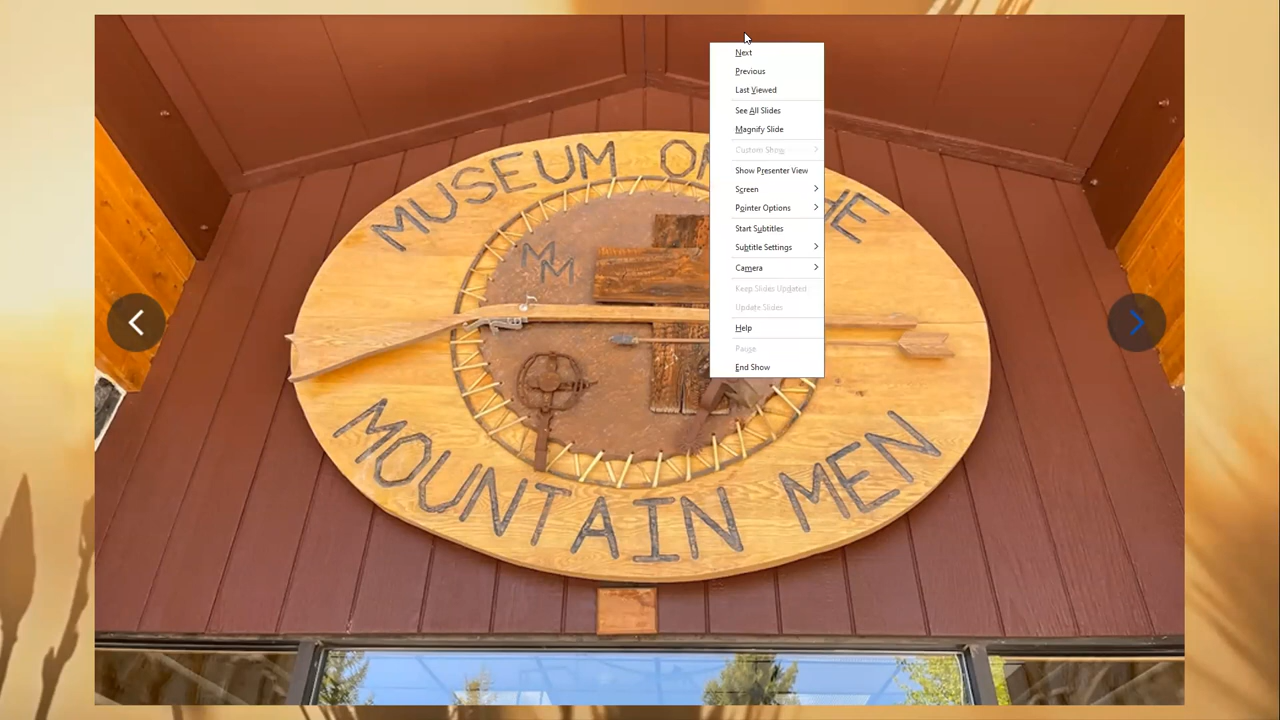 MUSEUM OF THE
MM
MOUNTAIN MEN
Next
Previous
Last Viewed
See All Slides
Magnify Slide
Custom Show
Show Presenter View
Screen
Pointer Options
Start Subtitles
Subtitle Settings
Camera
Keep Slides Updated
Update Slides
Help
Pause
End Show